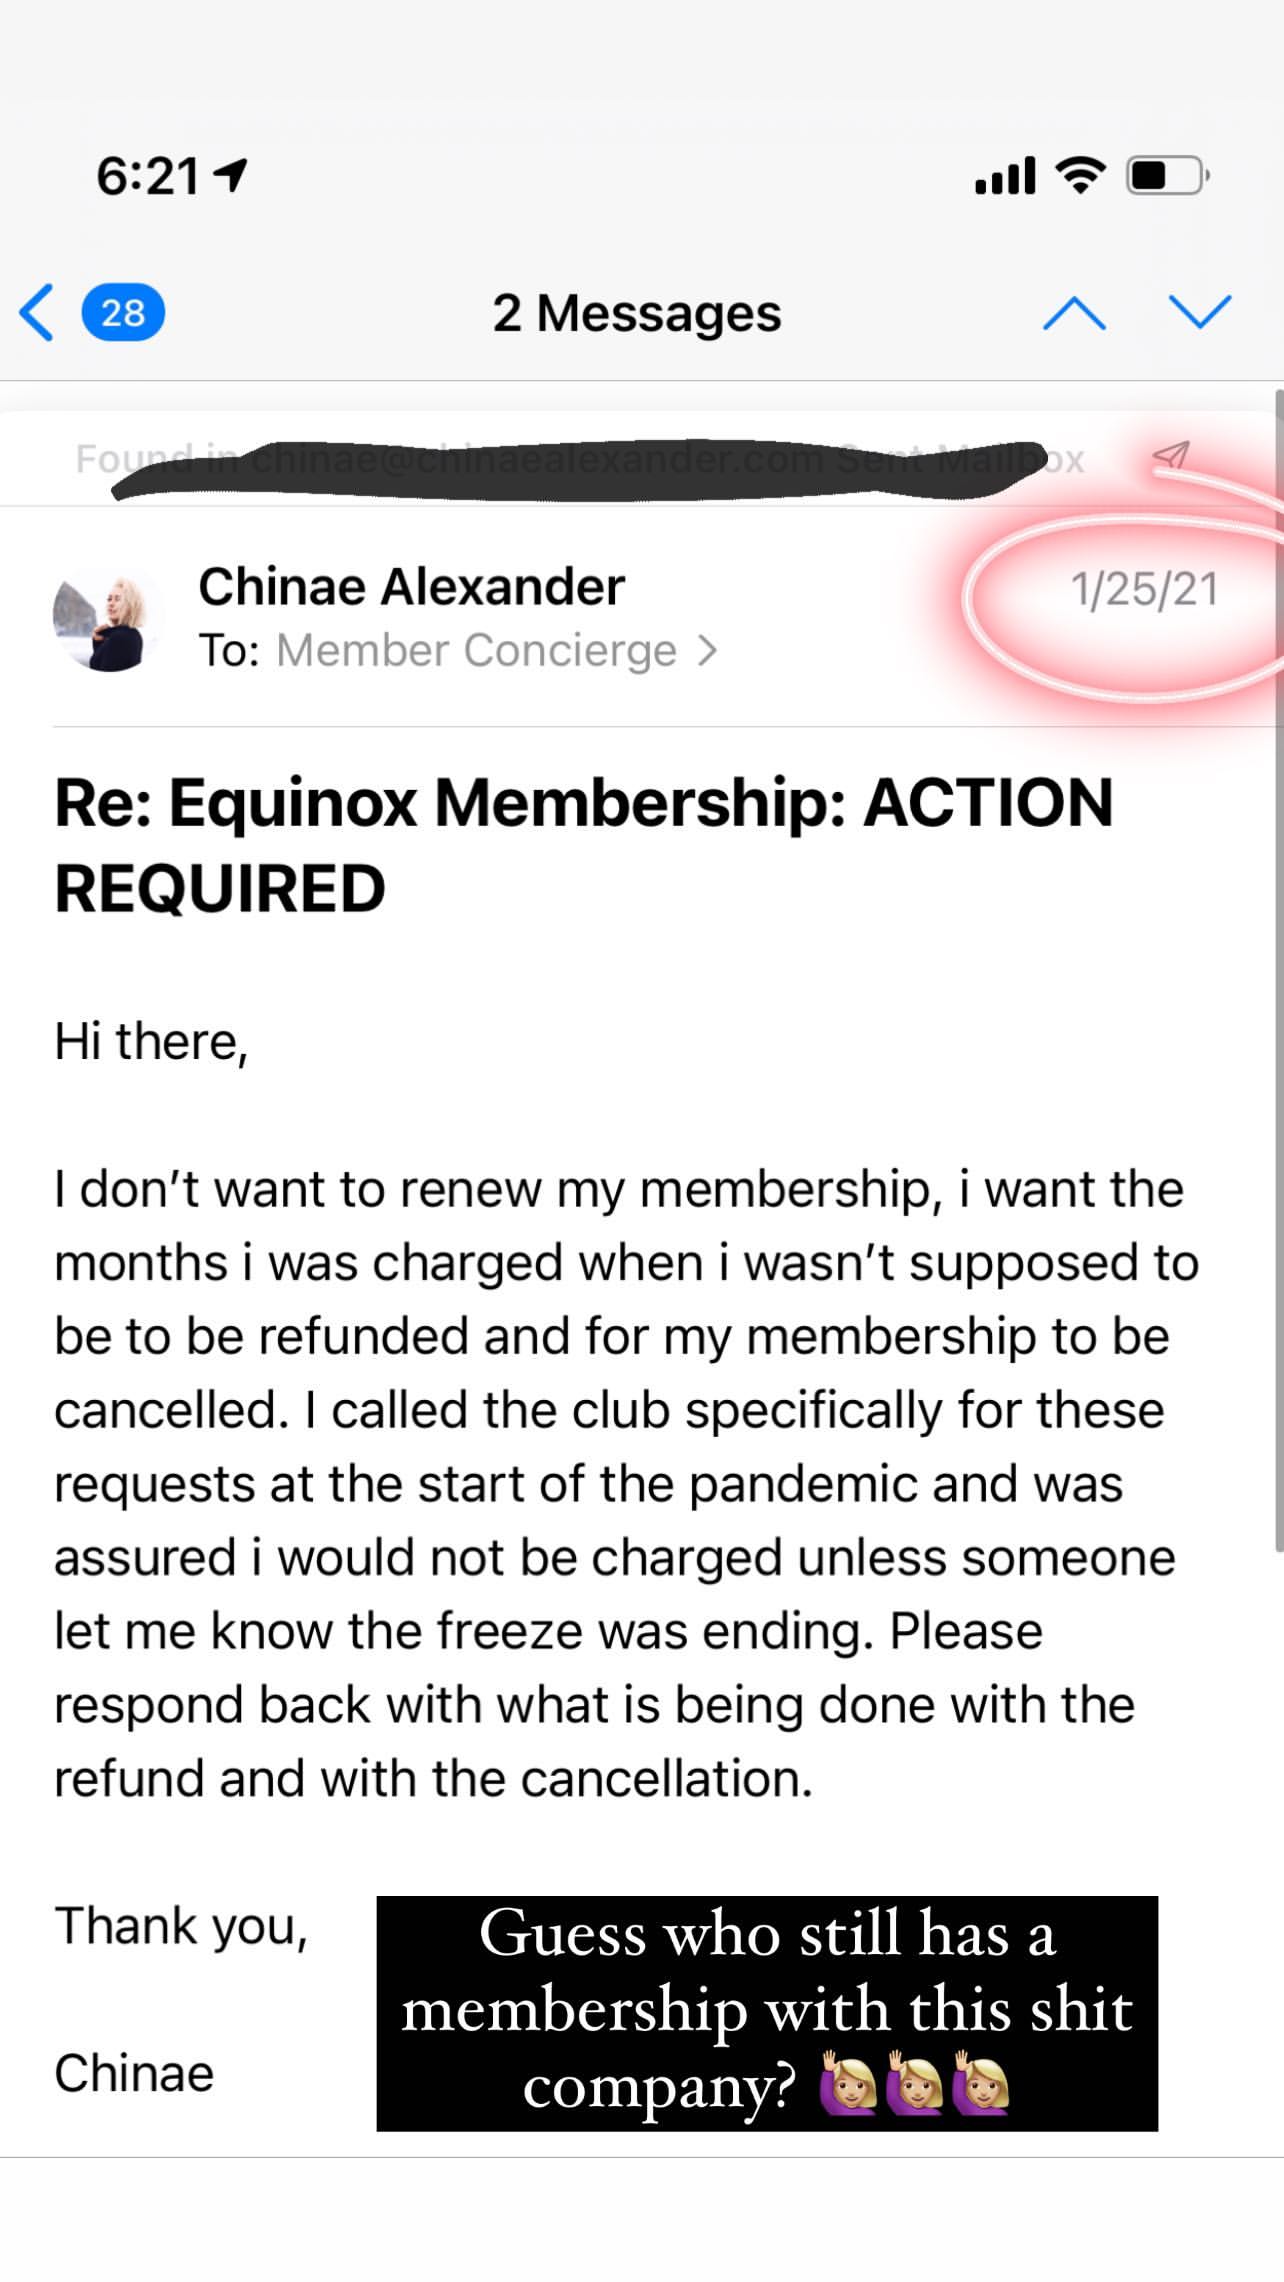 6:21
28
2 Messages
Found in chinae@chinaealexander.com Sent Mailbox
Chinae Alexander
1/25/21
To: Member Concierge
Re: Equinox Membership: ACTION
REQUIRED
Hi there,
I don’t want to renew my membership, i want the
months i was charged when i wasn’t supposed to
be to be refunded and for my membership to be
cancelled. I called the club specifically for these
requests at the start of the pandemic and was
assured i would not be charged unless someone
let me know the freeze was ending. Please
respond back with what is being done with the
refund and with the cancellation.
Thank you,
Chinae
Guess who still has a
membership with this shit
company? 🙋🏼‍♀️🙋🏼‍♀️🙋🏼‍♀️